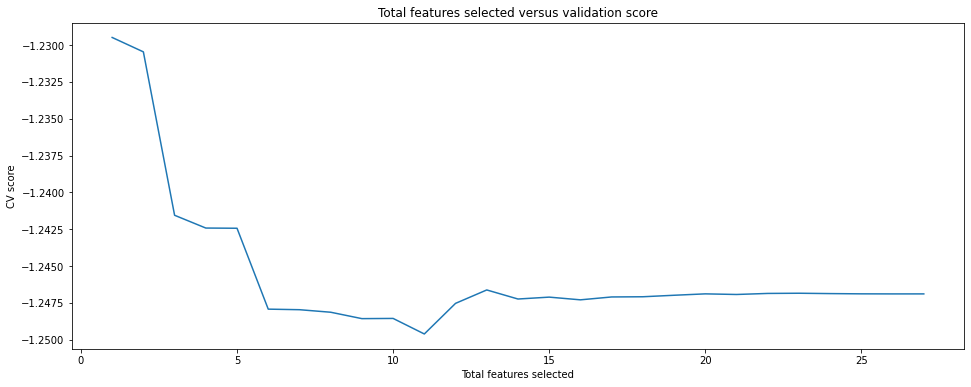 Total features selected versus validation score
CV score
−1.2300
−1.2325
−1.2350
−1.2375
−1.2400
−1.2425
−1.2450
−1.2475
−1.2500
0 5 10 15 20 25
Total features selected